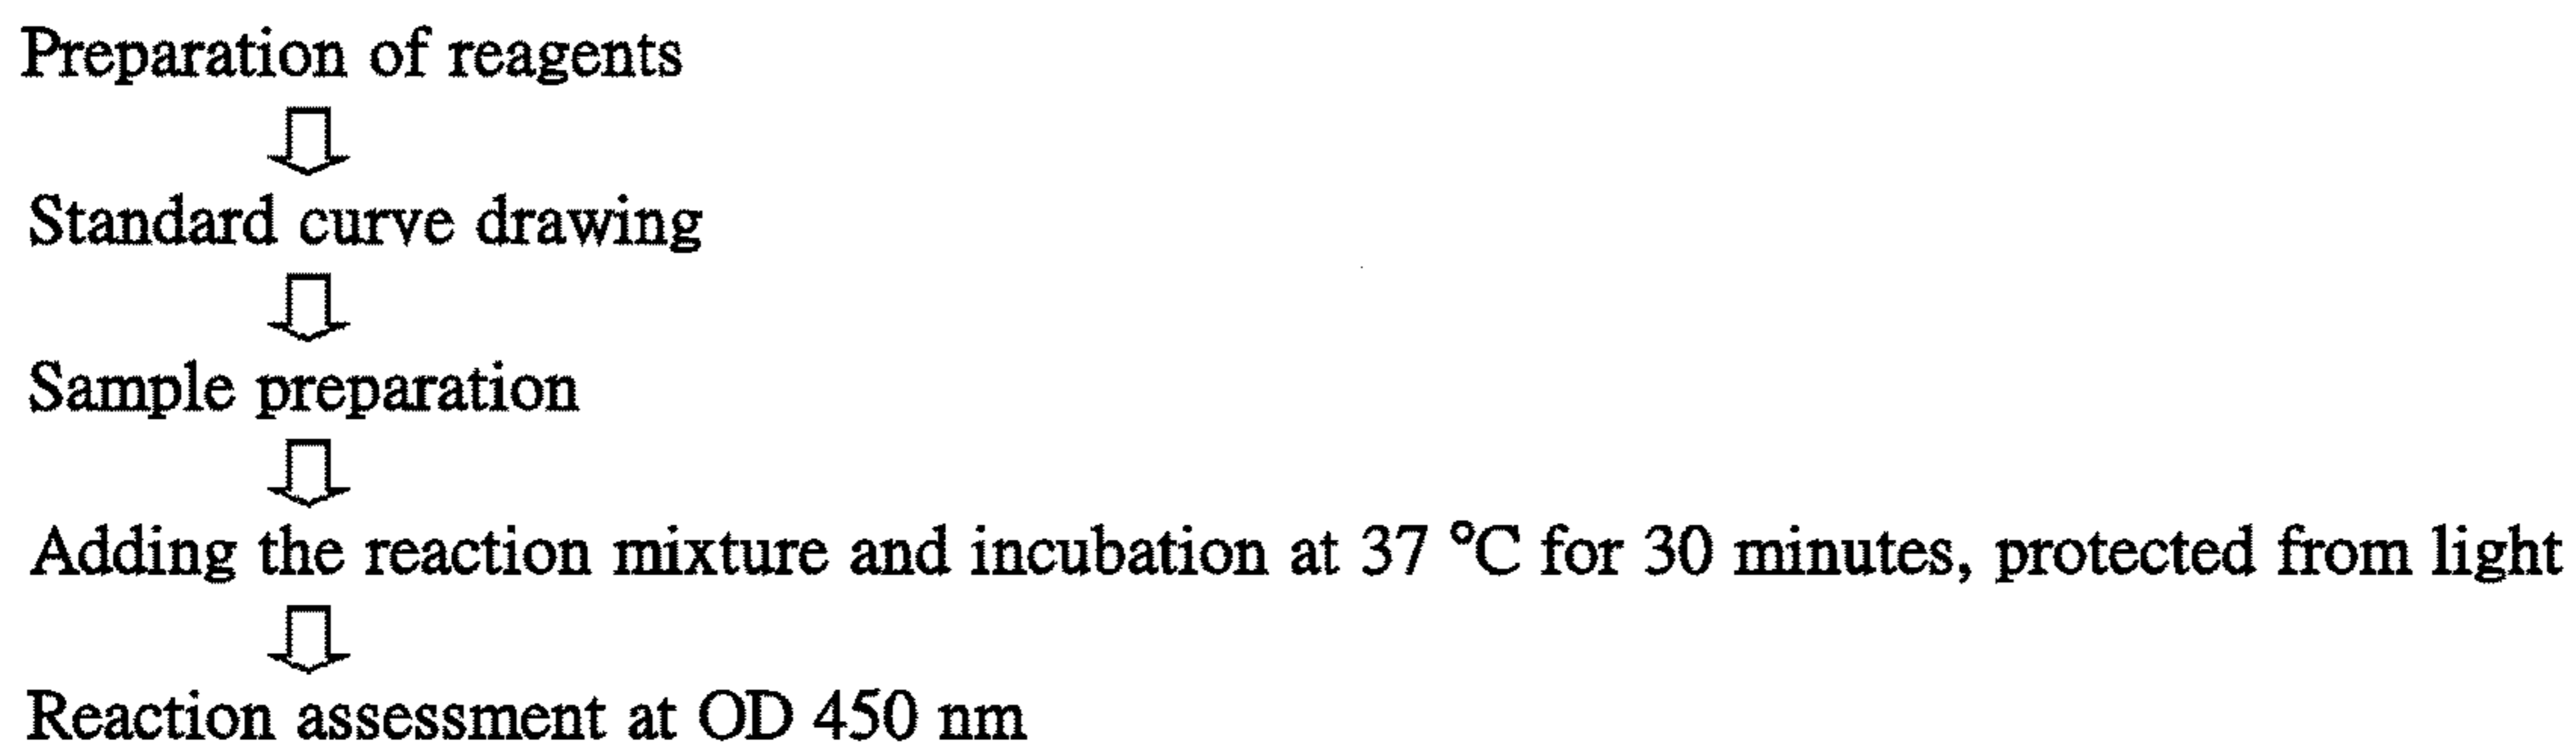 Preparation of reagents
Standard curve drawing
Sample preparation
Adding the reaction mixture and incubation at 37 °C for 30 minutes, protected from light
Reaction assessment at OD 450 nm